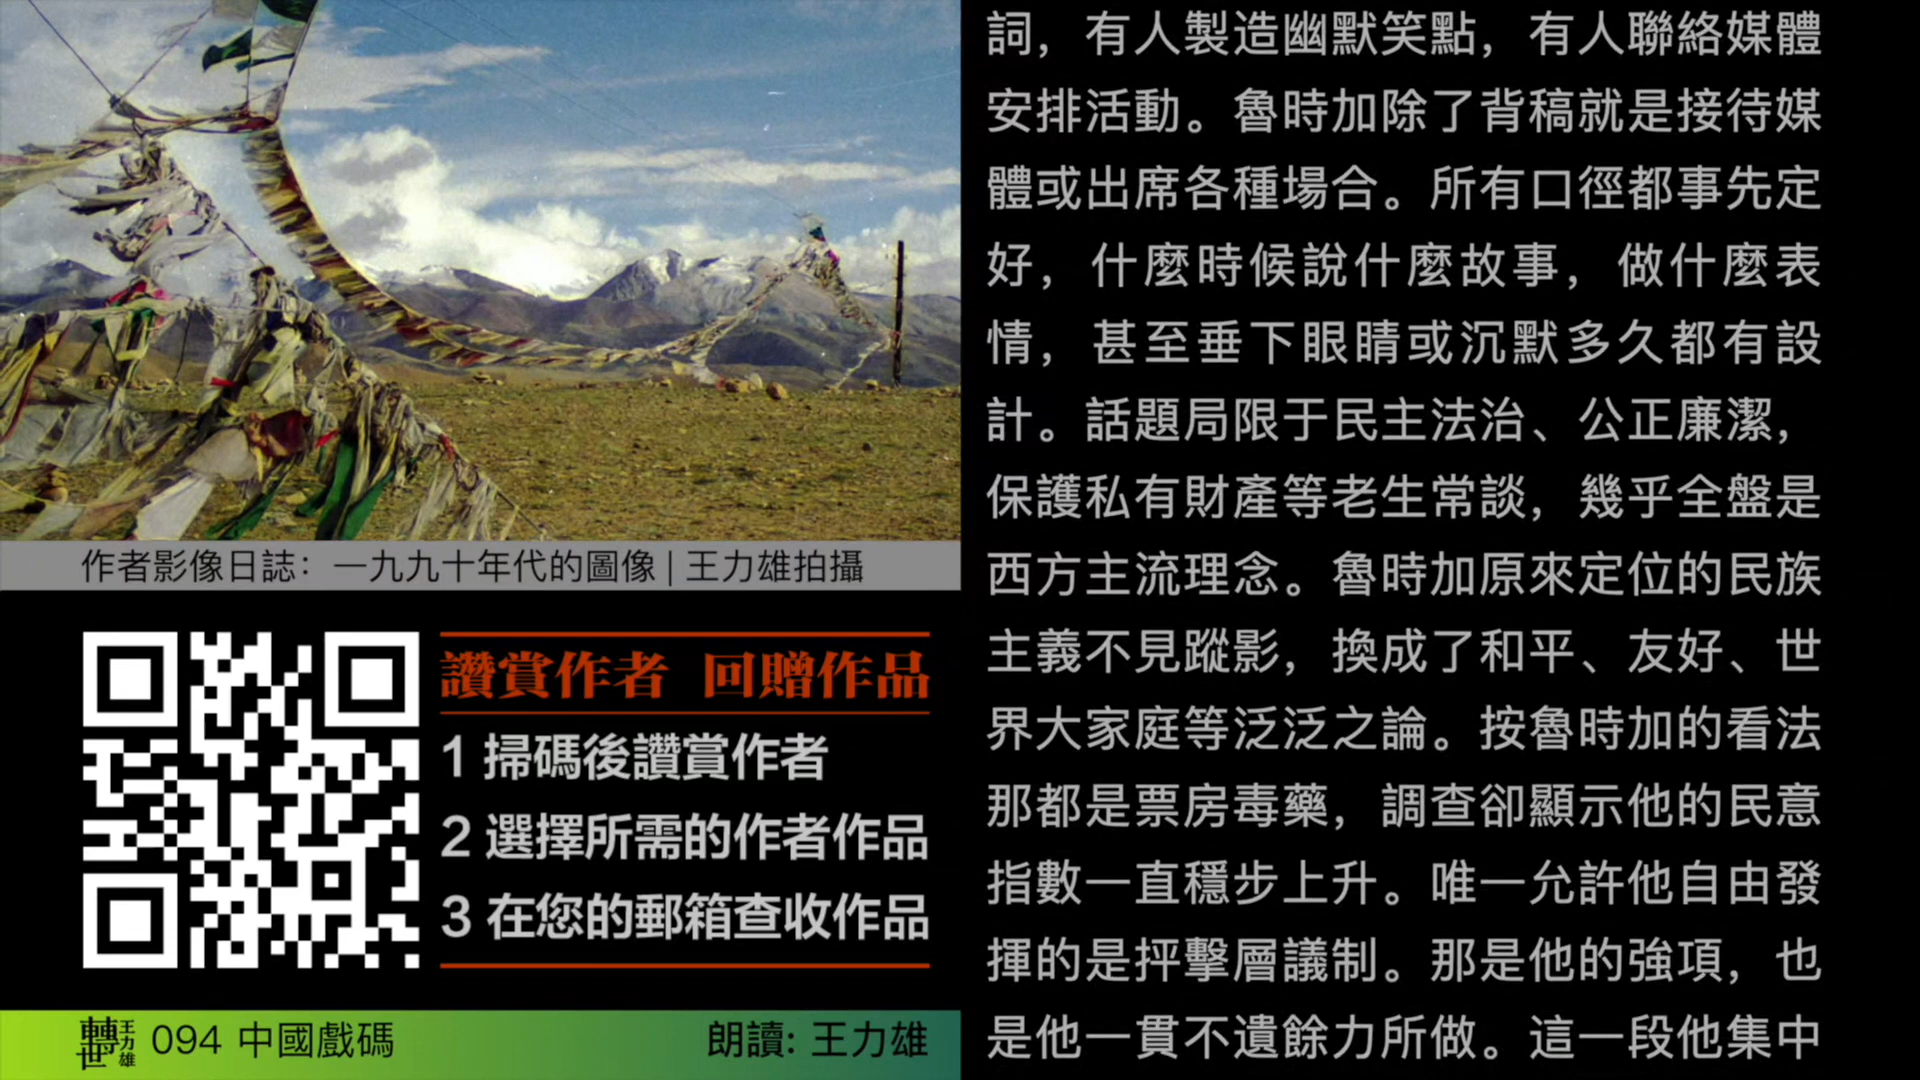 作者影像日誌：一九九十年代的圖像 | 王力雄拍攝
讚賞作者 回贈作品
1 掃碼後讚賞作者
2 選擇所需的作者作品
3 在您的郵箱查收作品
轉世 王力雄 094 中國戲碼
朗讀: 王力雄
詞，有人製造幽默笑點，有人聯絡媒體
安排活動。魯時加除了背稿就是接待媒
體或出席各種場合。所有口徑都事先定
好，什麼時候說什麼故事，做什麼表
情，甚至垂下眼睛或沉默多久都有設
計。話題局限于民主法治、公正廉潔，
保護私有財產等老生常談，幾乎全盤是
西方主流理念。魯時加原來定位的民族
主義不見蹤影，換成了和平、友好、世
界大家庭等泛泛之論。按魯時加的看法
那都是票房毒藥，調查卻顯示他的民意
指數一直穩步上升。唯一允許他自由發
揮的是抨擊層議制。那是他的強項，也
是他一貫不遺餘力所做。這一段他集中